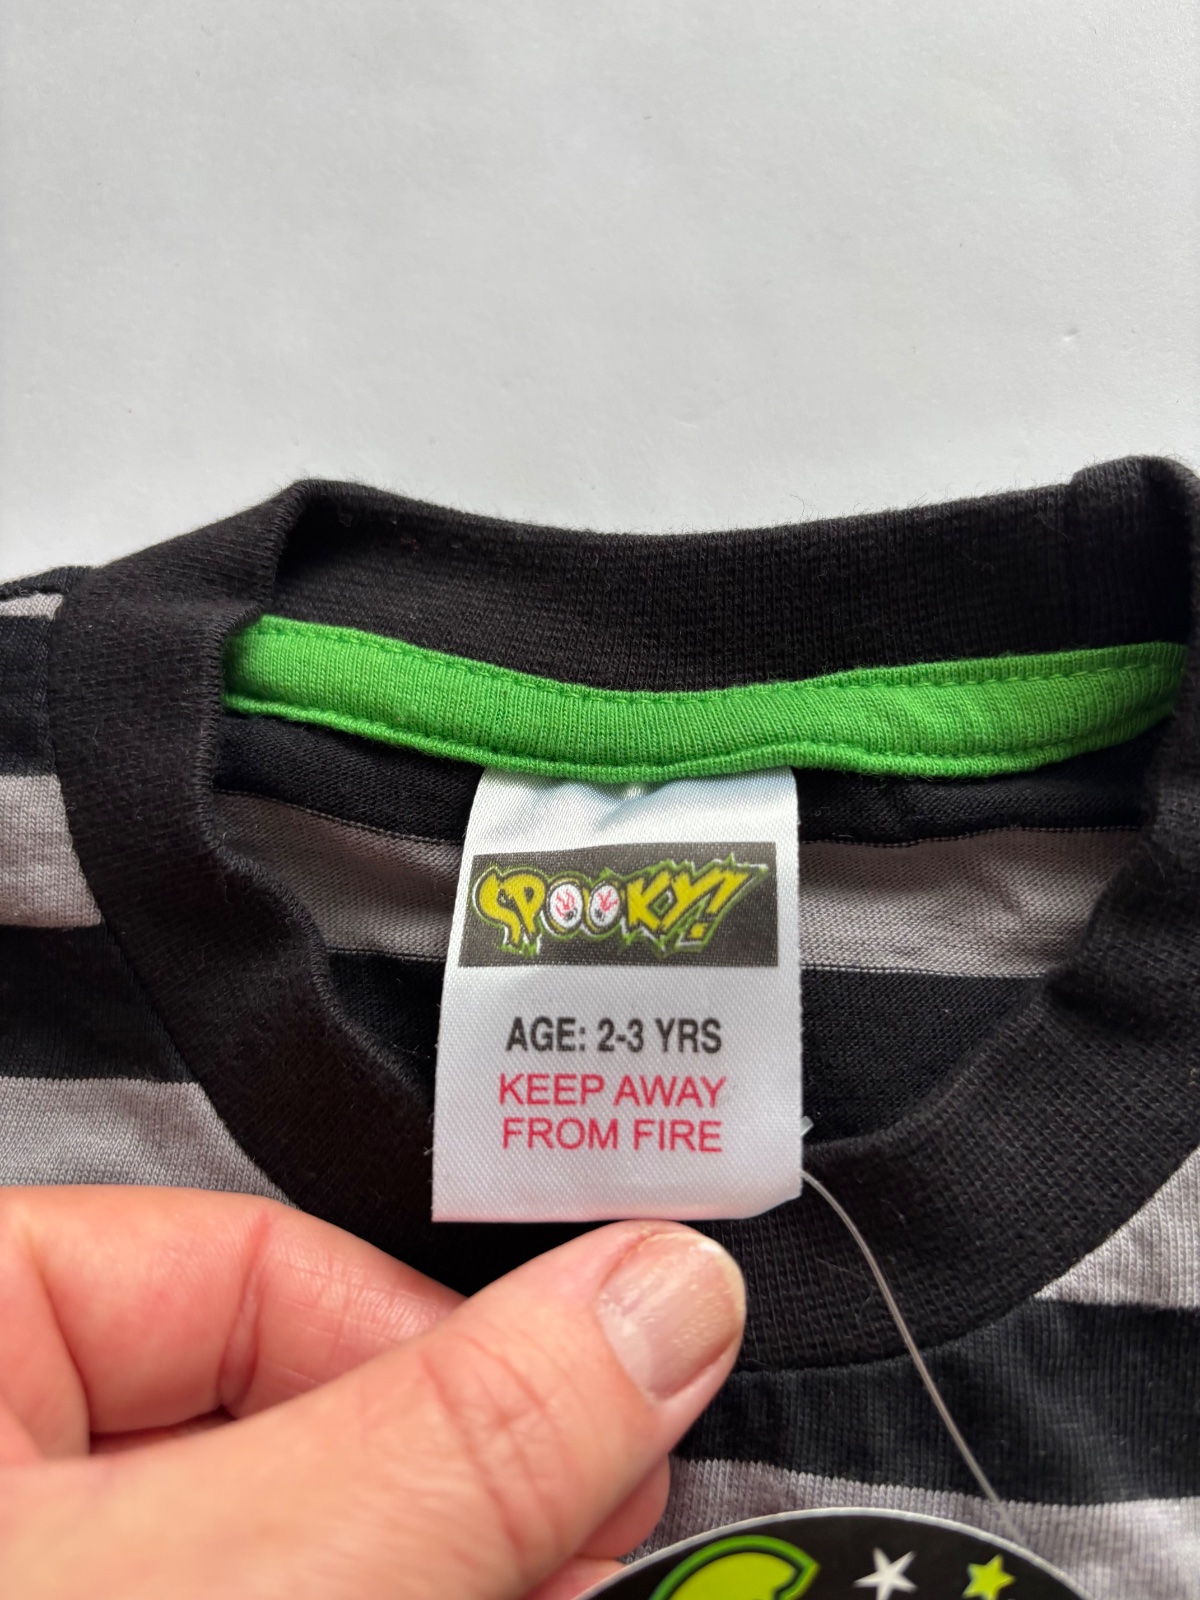 SPOOKY!
AGE: 2-3 YRS
KEEP AWAY
FROM FIRE